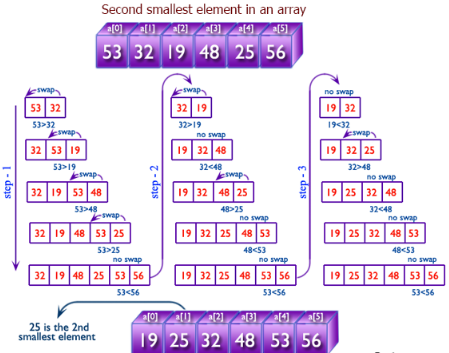 Second smallest element in an array
a[0] a[1] a[2] a[3] a[4] a[5]
53 32 19 48 25 56
step - 1
swap
53 32
53>32
swap
32 53 19
53>19
swap
32 19 53 48
53>48
swap
32 19 48 53 25
53>25
no swap
32 19 48 25 53 56
53<56
step - 2
swap
32 19
32>19
no swap
19 32 48
32<48
swap
19 32 48 25
48>25
no swap
19 32 25 48 53
48<53
no swap
19 32 25 48 53 56
53<56
step - 3
no swap
19 32
19<32
swap
19 32 25
32>48
no swap
19 25 32 48
32<48
no swap
19 25 32 48 53
48<53
no swap
19 25 32 48 53 56
53<56
25 is the 2nd
smallest element
a[0] a[1] a[2] a[3] a[4] a[5]
19 25 32 48 53 56